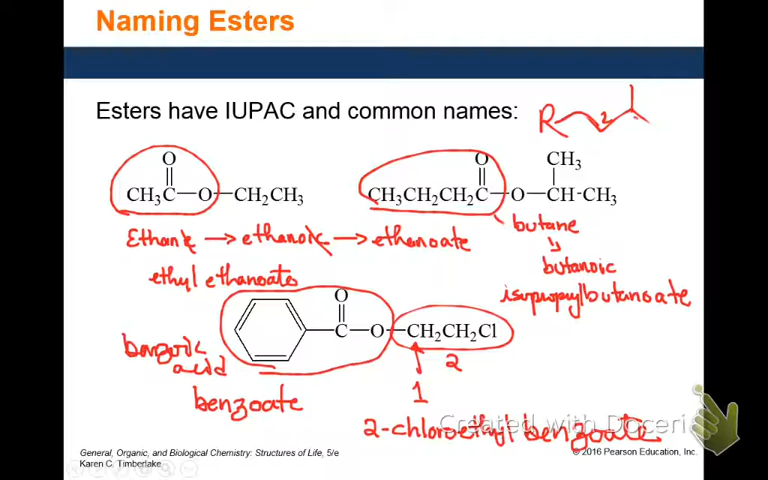 Naming Esters
Esters have IUPAC and common names:
R 2
O
CH3C—O—CH2CH3
O CH3
CH3CH2CH2C—O—CH-CH3
Ethane → ethanoic → ethanoate
ethyl ethanoate
butane
butanoic
isopropylbutanoate
O
C—O—CH2CH2Cl
benzoic
acid
benzoate
1
2
2-chloroethyl benzoate
Created with Doceri
General, Organic, and Biological Chemistry: Structures of Life, 5/e
Karen C. Timberlake
© 2016 Pearson Education, Inc.